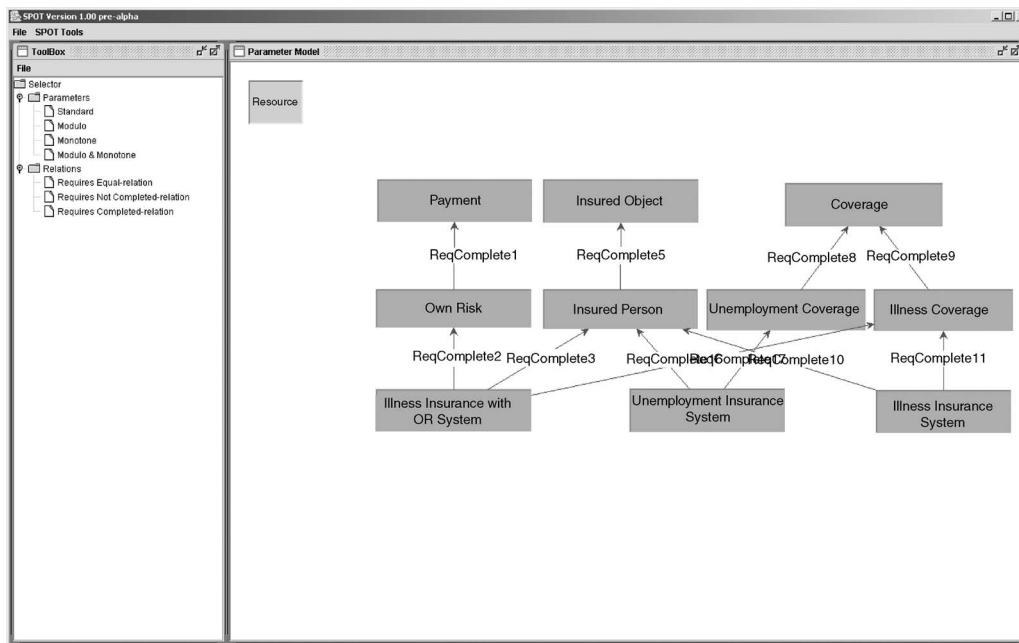 SPOT Version 1.00 pre-alpha
File SPOT Tools
ToolBox
File
Selector
Parameters
Standard
Modulo
Monotone
Modulo & Monotone
Relations
Requires Equal-relation
Requires Not Completed-relation
Requires Completed-relation
Parameter Model
Resource
Payment
Insured Object
Coverage
ReqComplete1
ReqComplete5
ReqComplete8
ReqComplete9
Own Risk
Insured Person
Unemployment Coverage
Illness Coverage
ReqComplete2
ReqComplete3
ReqComplete10
ReqComplete11
Illness Insurance with
OR System
Unemployment Insurance
System
Illness Insurance
System